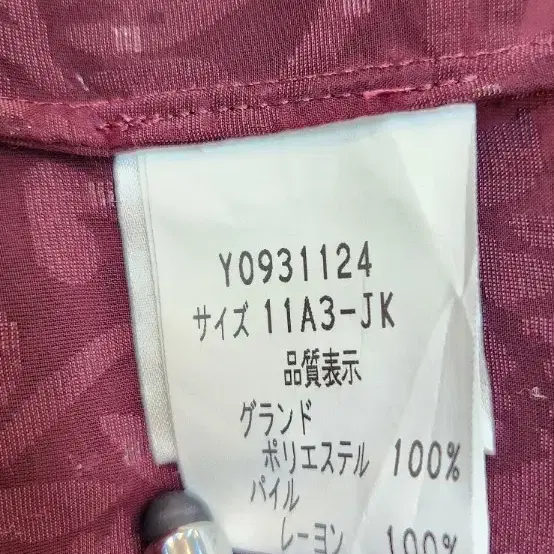 Y0931124
サイズ 11A3-JK
品質表示
グランド
ポリエステル 100%
パイル
レーヨン 100%